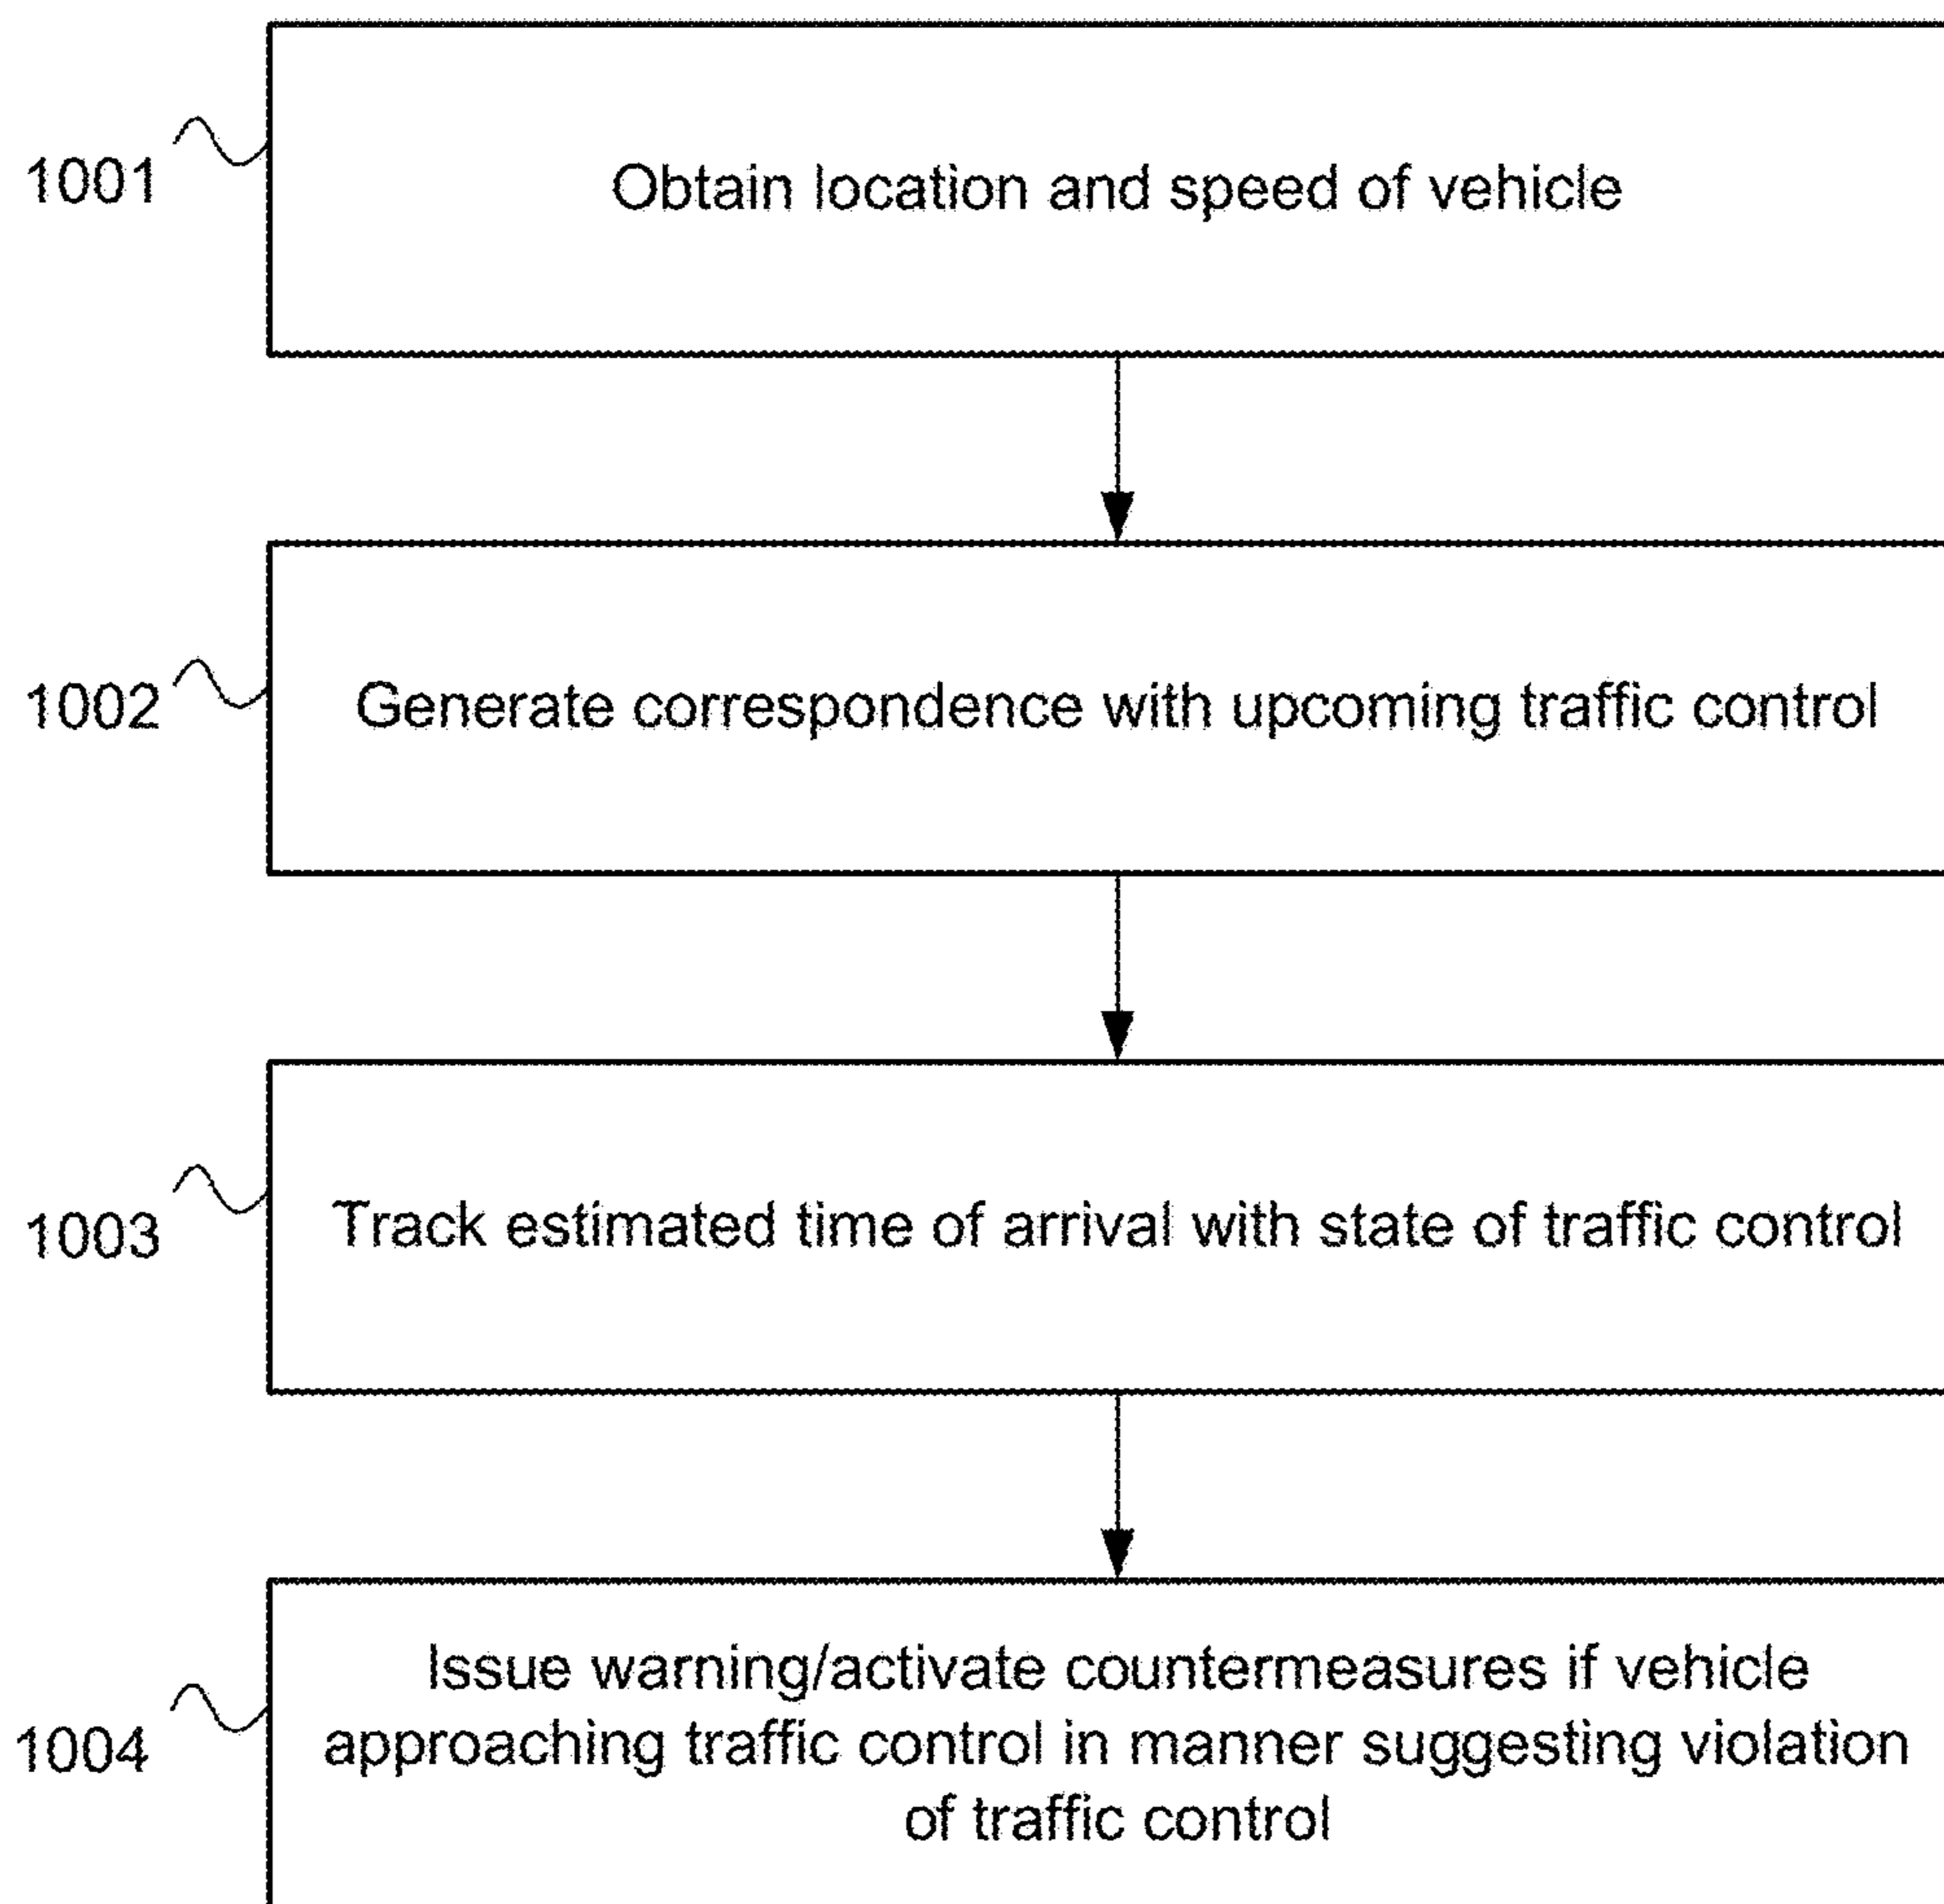 1001
Obtain location and speed of vehicle
1002
Generate correspondence with upcoming traffic control
1003
Track estimated time of arrival with state of traffic control
1004
Issue warning/activate countermeasures if vehicle
approaching traffic control in manner suggesting violation
of traffic control